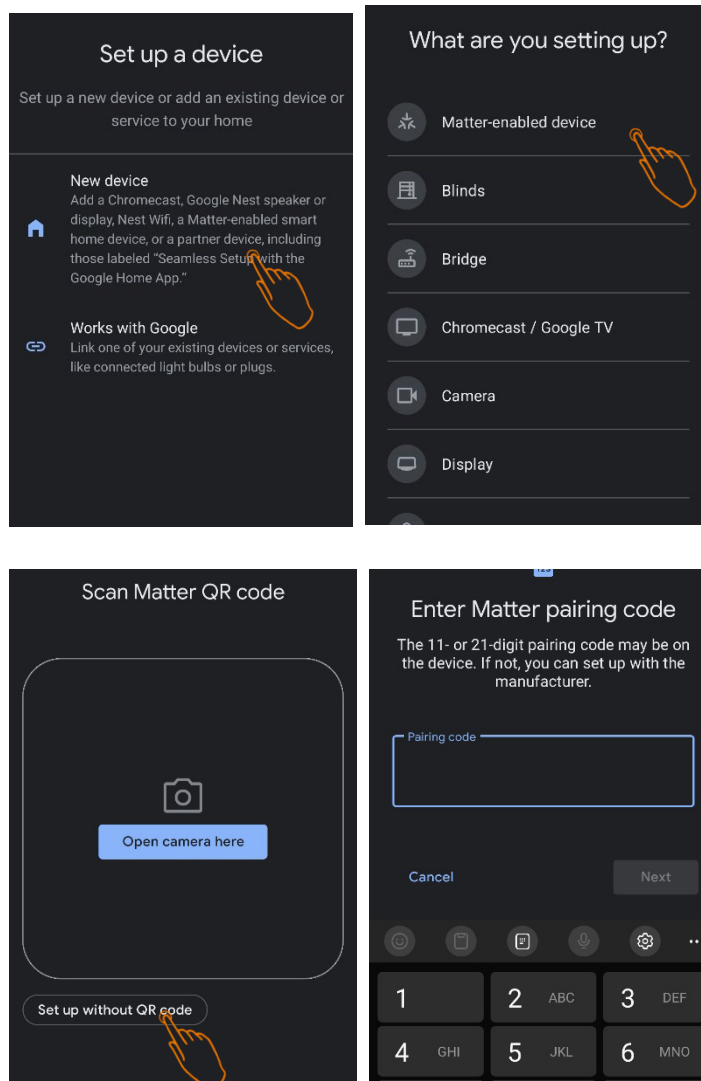 Set up a device
Set up a new device or add an existing device or
service to your home
New device
Add a Chromecast, Google Nest speaker or
display, Nest Wifi, a Matter-enabled smart
home device, or a partner device, including
those labeled “Seamless Setup with the
Google Home App.”
Works with Google
Link one of your existing devices or services,
like connected light bulbs or plugs.
What are you setting up?
Matter-enabled device
Blinds
Bridge
Chromecast / Google TV
Camera
Display
Scan Matter QR code
Open camera here
Set up without QR code
123
Enter Matter pairing code
The 11- or 21-digit pairing code may be on
the device. If not, you can set up with the
manufacturer.
Pairing code
Cancel
Next
1
2 ABC
3 DEF
4 GHI
5 JKL
6 MNO